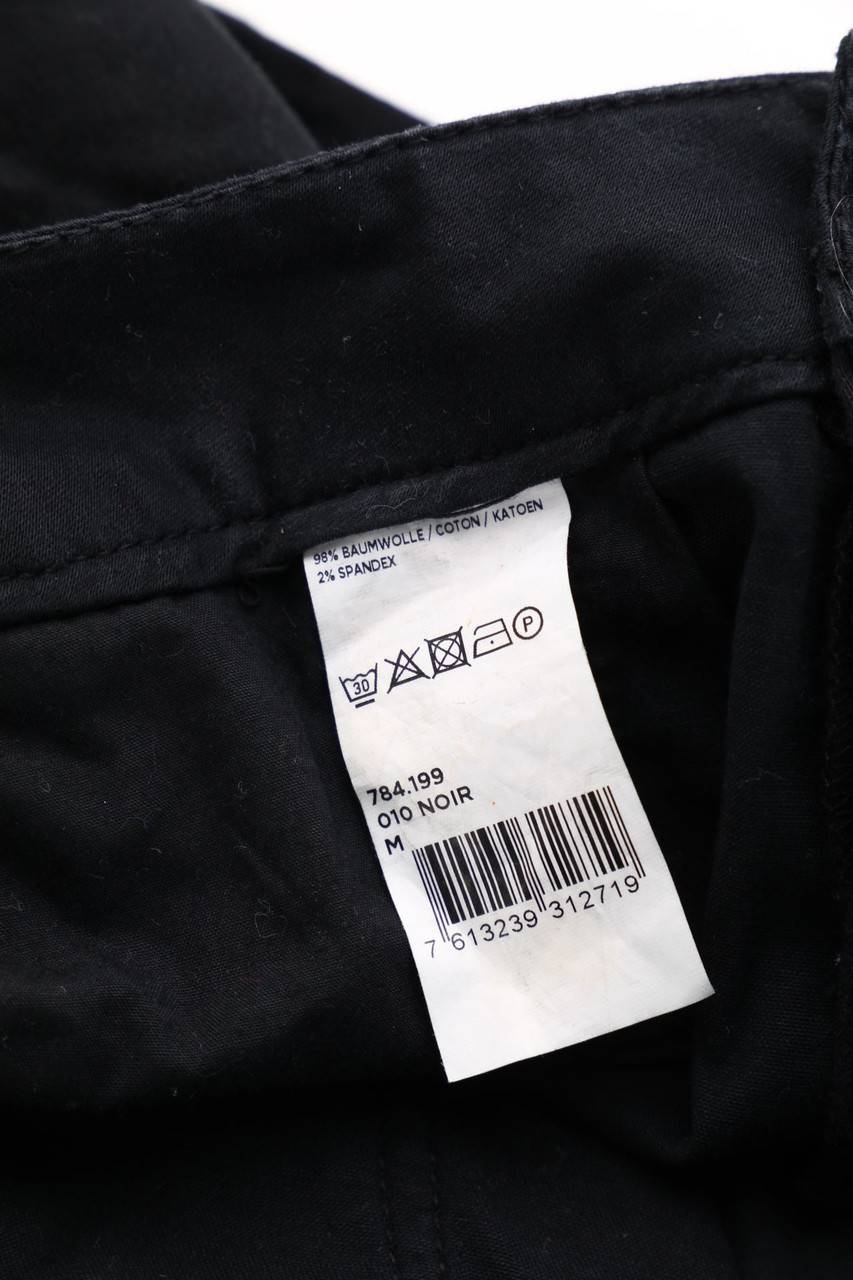 98% BAUMWOLLE / COTON / KATOEN
2% SPANDEX
30
P
784.199
010 NOIR
M
7 613239 312719